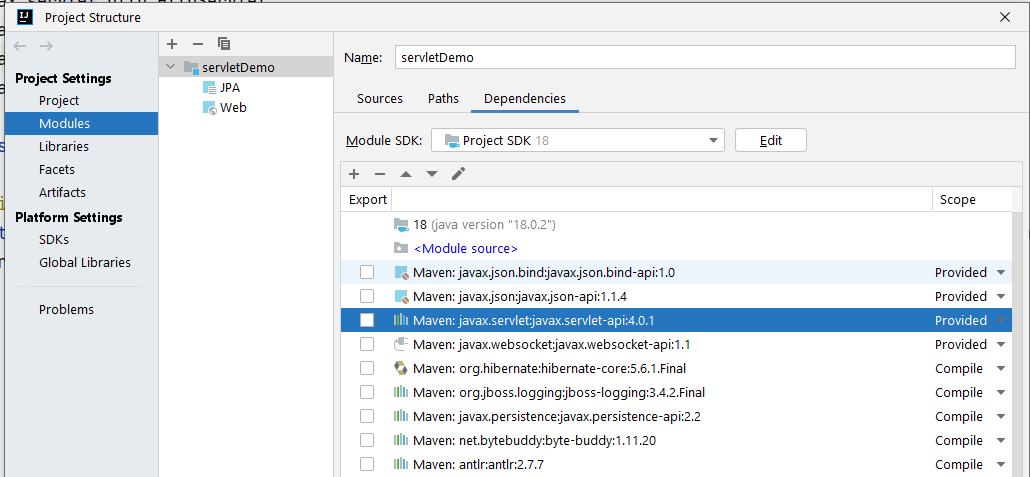 Project Structure
Project Settings
Project
Modules
Libraries
Facets
Artifacts
Platform Settings
SDKs
Global Libraries
Problems
servletDemo
JPA
Web
Name: servletDemo
Sources Paths Dependencies
Module SDK: Project SDK 18 Edit
Export Scope
18 (java version "18.0.2")
<Module source>
Maven: javax.json.bind:javax.json.bind-api:1.0 Provided
Maven: javax.json:javax.json-api:1.1.4 Provided
Maven: javax.servlet:javax.servlet-api:4.0.1 Provided
Maven: javax.websocket:javax.websocket-api:1.1 Provided
Maven: org.hibernate:hibernate-core:5.6.1.Final Compile
Maven: org.jboss.logging:jboss-logging:3.4.2.Final Compile
Maven: javax.persistence:javax.persistence-api:2.2 Compile
Maven: net.bytebuddy:byte-buddy:1.11.20 Compile
Maven: antlr:antlr:2.7.7 Compile